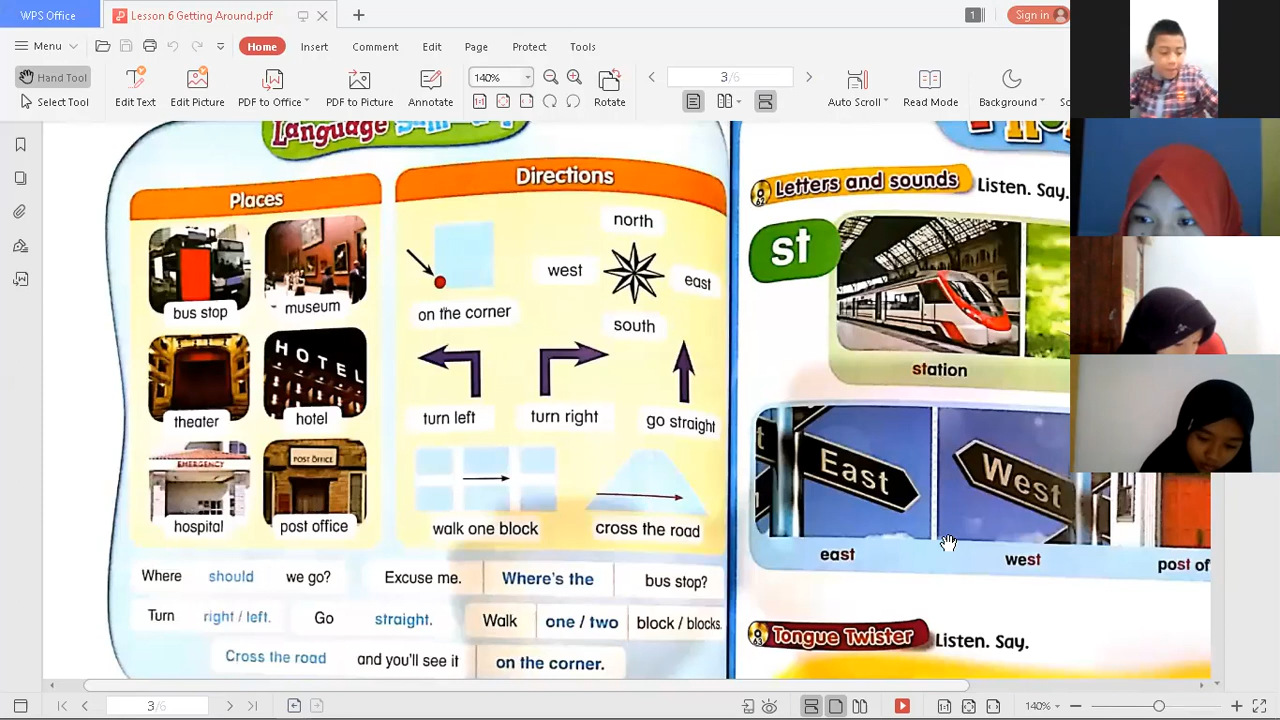 WPS Office
Lesson 6 Getting Around.pdf
1
Sign in
Menu
Home
Insert
Comment
Edit
Page
Protect
Tools
Hand Tool
Select Tool
Edit Text
Edit Picture
PDF to Office
PDF to Picture
Annotate
140%
Rotate
3/6
Auto Scroll
Read Mode
Background
Language
Places
bus stop
museum
theater
HOTEL
hotel
EMERGENCY
hospital
POST OFFICE
post office
Directions
on the corner
north
west
east
south
turn left
turn right
go straight
walk one block
cross the road
Where should we go?
Excuse me. Where's the bus stop?
Turn right / left.
Go straight.
Walk one / two block / blocks.
Cross the road and you'll see it on the corner.
62
Letters and sounds
Listen. Say.
st
station
East
West
east
west
post of
63
Tongue Twister
Listen. Say.
3/6
140%